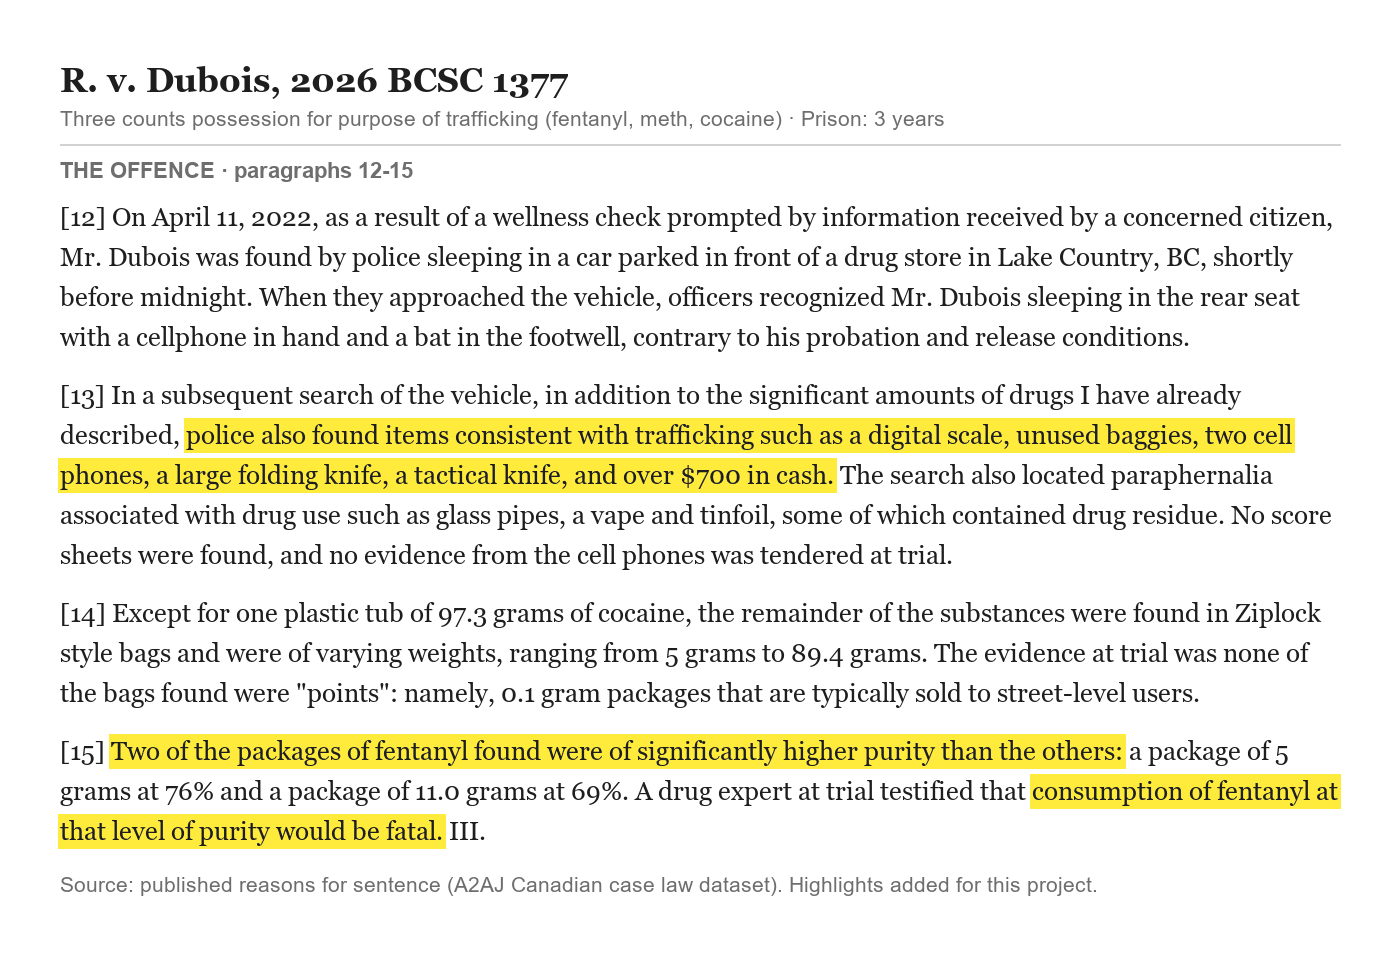 R. v. Dubois, 2026 BCSC 1377
Three counts possession for purpose of trafficking (fentanyl, meth, cocaine) · Prison: 3 years
THE OFFENCE · paragraphs 12-15
[12] On April 11, 2022, as a result of a wellness check prompted by information received by a concerned citizen,
Mr. Dubois was found by police sleeping in a car parked in front of a drug store in Lake Country, BC, shortly
before midnight. When they approached the vehicle, officers recognized Mr. Dubois sleeping in the rear seat
with a cellphone in hand and a bat in the footwell, contrary to his probation and release conditions.
[13] In a subsequent search of the vehicle, in addition to the significant amounts of drugs I have already
described, police also found items consistent with trafficking such as a digital scale, unused baggies, two cell
phones, a large folding knife, a tactical knife, and over $700 in cash. The search also located paraphernalia
associated with drug use such as glass pipes, a vape and tinfoil, some of which contained drug residue. No score
sheets were found, and no evidence from the cell phones was tendered at trial.
[14] Except for one plastic tub of 97.3 grams of cocaine, the remainder of the substances were found in Ziplock
style bags and were of varying weights, ranging from 5 grams to 89.4 grams. The evidence at trial was none of
the bags found were "points": namely, 0.1 gram packages that are typically sold to street-level users.
[15] Two of the packages of fentanyl found were of significantly higher purity than the others: a package of 5
grams at 76% and a package of 11.0 grams at 69%. A drug expert at trial testified that consumption of fentanyl at
that level of purity would be fatal. III.
Source: published reasons for sentence (A2AJ Canadian case law dataset). Highlights added for this project.